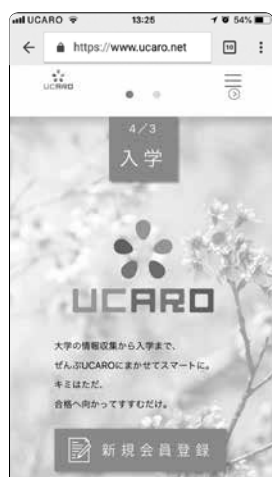 UCARO 13:25 54%
https://www.ucaro.net 10
UCARO
4/3
入学
UCARO
大学の情報収集から入学まで、
ぜんぶUCAROにまかせてスマートに。
キミはただ、
合格へ向かってすすむだけ。
新規会員登録